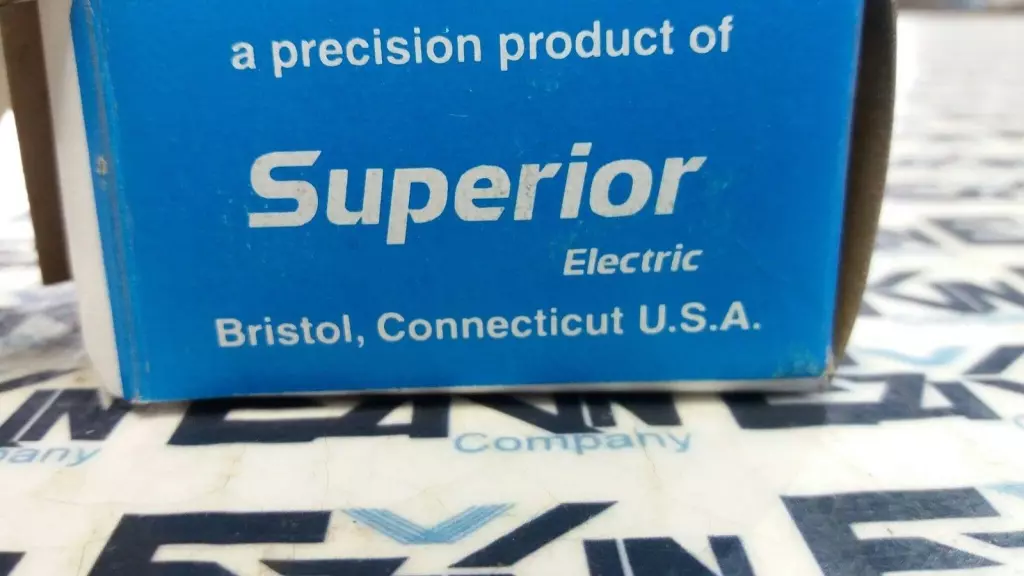 a precision product of
Superior
Electric
Bristol, Connecticut U.S.A.
Company